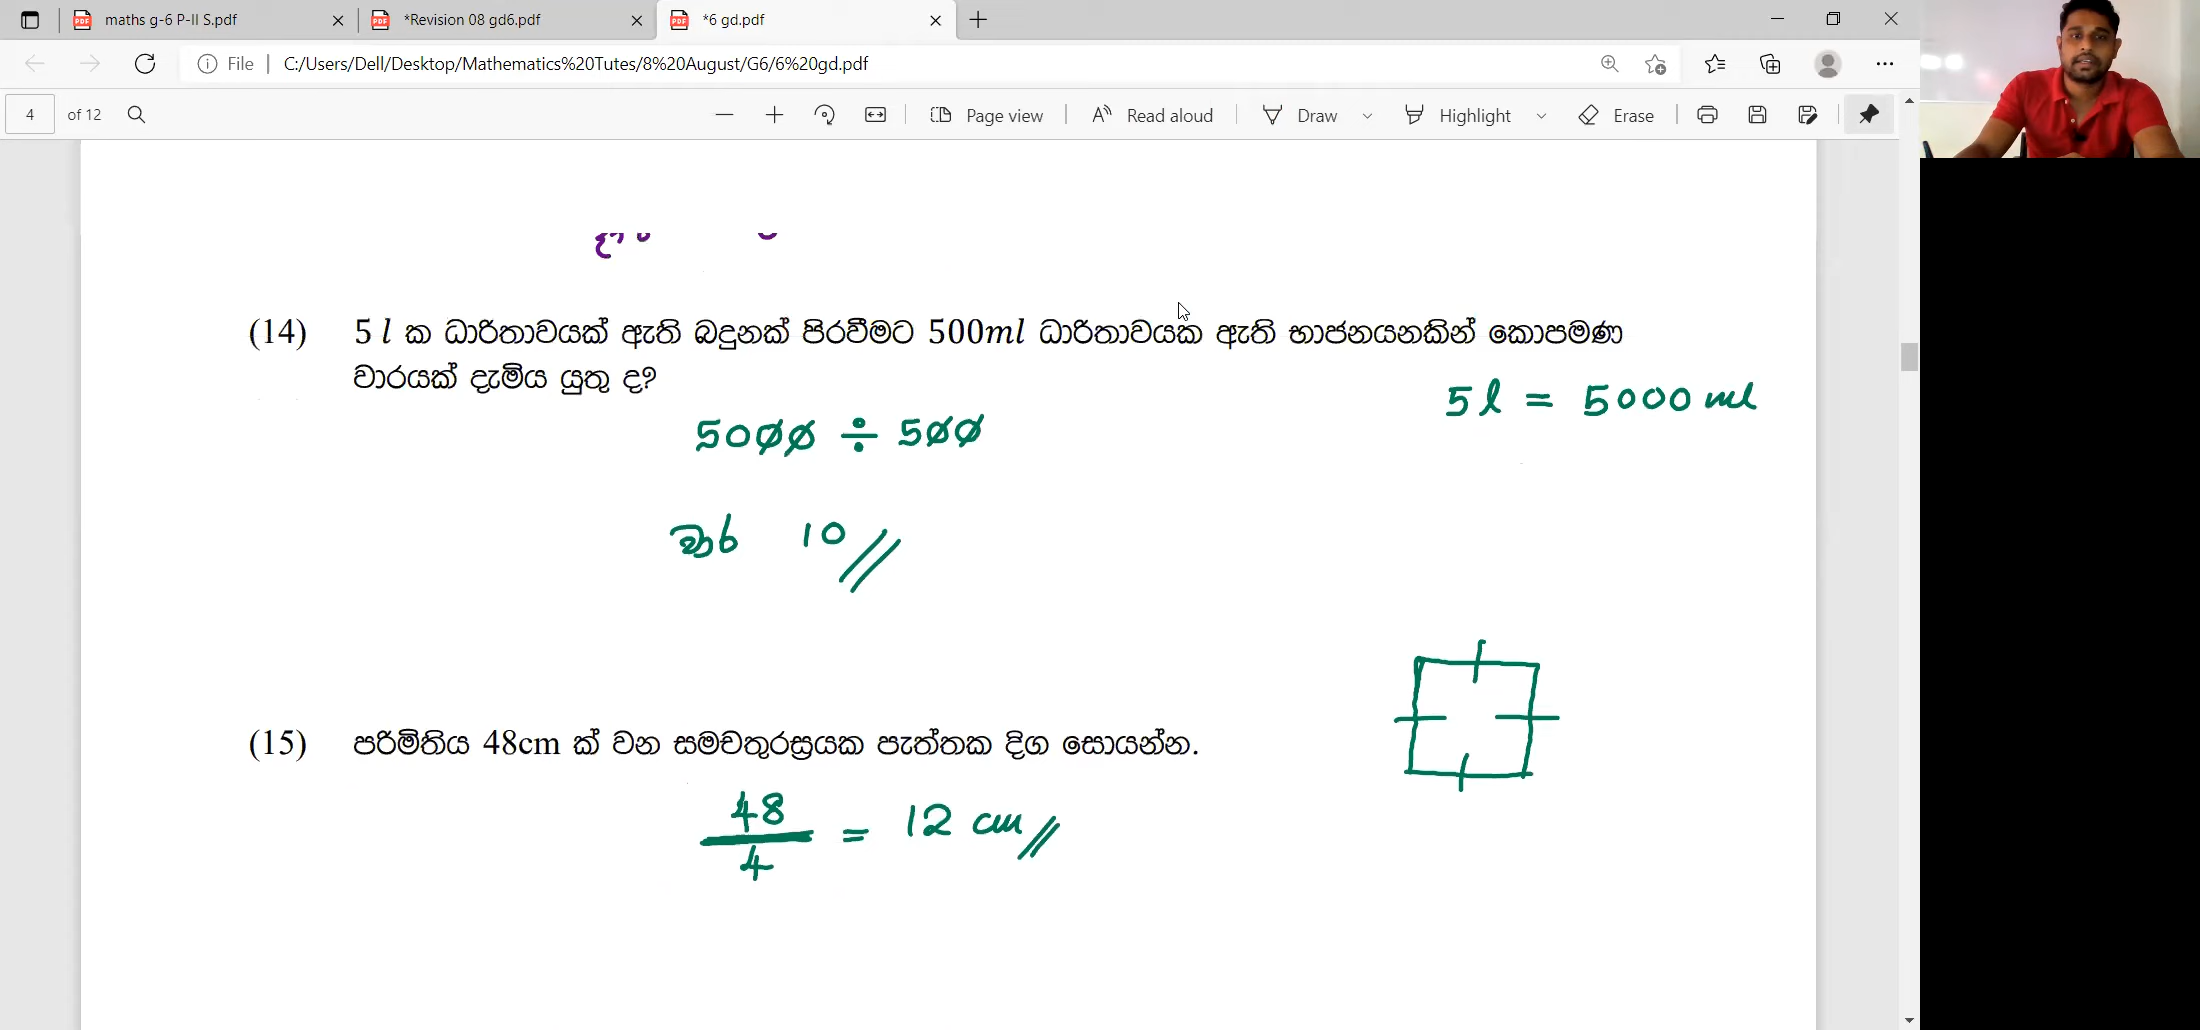 maths g-6 P-II S.pdf
*Revision 08 gd6.pdf
*6 gd.pdf
File
C:/Users/Dell/Desktop/Mathematics%20Tutes/8%20August/G6/6%20gd.pdf
4 of 12
Page view
Read aloud
Draw
Highlight
Erase
(14) 5 l ක ධාරිතාවයක් ඇති බදුනක් පිරවීමට 500ml ධාරිතාවයක ඇති භාජනයනකින් කොපමණ
වාරයක් දැමිය යුතු ද?
5l = 5000 ml
5000 ÷ 500
වාර 10
(15) පරිමිතිය 48cm ක් වන සමචතුරස්‍රයක පැත්තක දිග සොයන්න.
48
4
= 12 cm